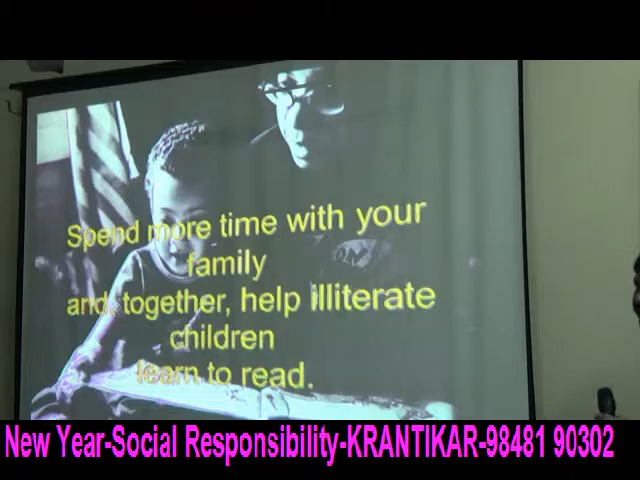 Spend more time with your
family
and together, help illiterate
children
learn to read.
New Year-Social Responsibility-KRANTIKAR-98481 90302